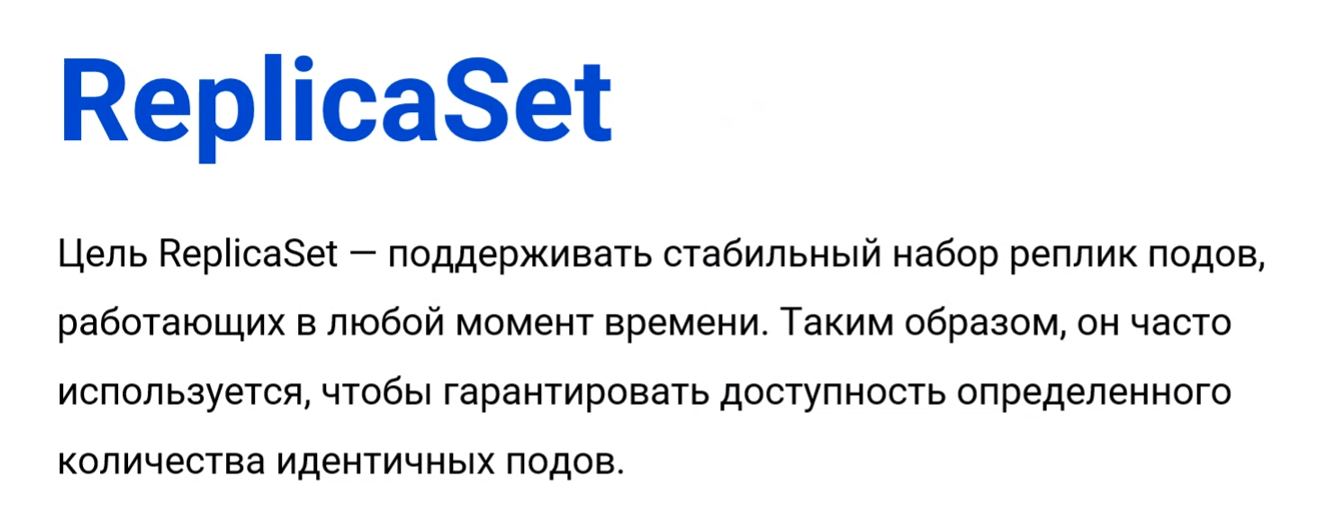 ReplicaSet
Цель ReplicaSet — поддерживать стабильный набор реплик подов,
работающих в любой момент времени. Таким образом, он часто
используется, чтобы гарантировать доступность определенного
количества идентичных подов.